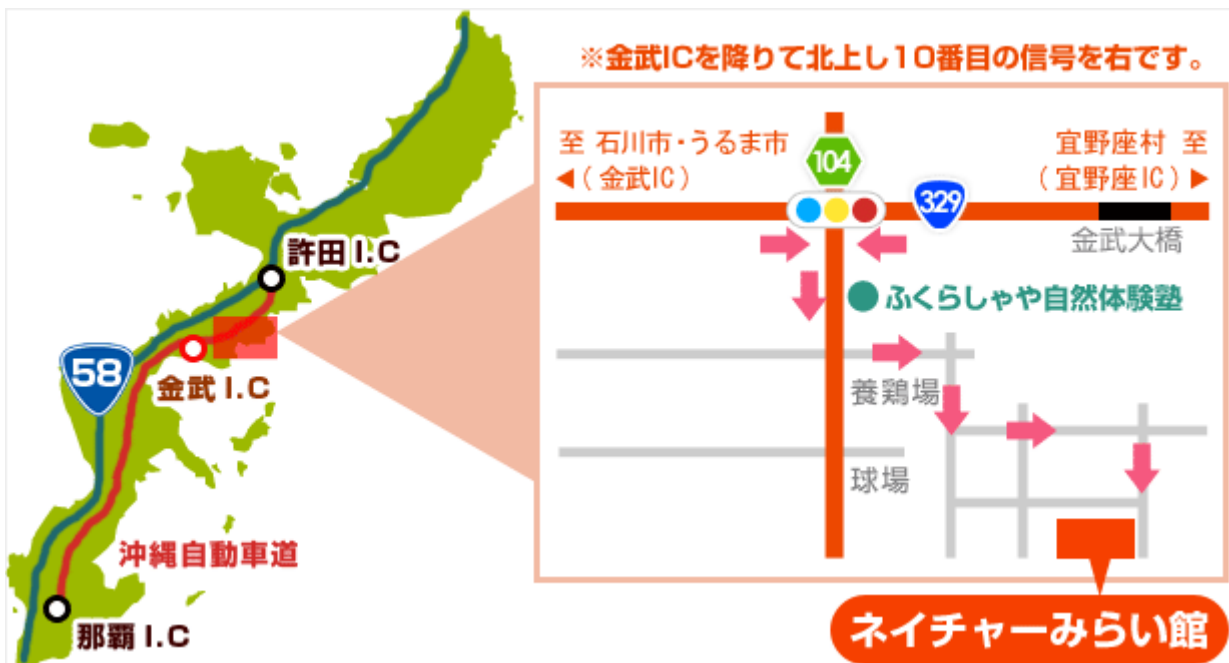 ※金武ICを降りて北上し10番目の信号を右です。
至 石川市・うるま市
◀(金武IC)
104
329
宜野座村 至
(宜野座IC)▶
金武大橋
ふくらしゃや自然体験塾
養鶏場
球場
ネイチャーみらい館
許田 I.C
58
金武 I.C
沖縄自動車道
那覇 I.C